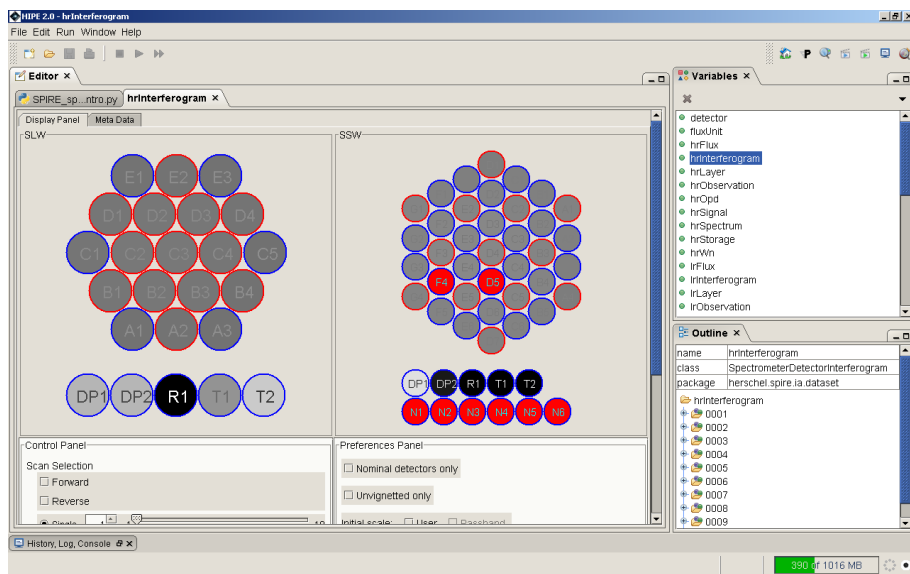 HIPE 2.0 - hrInterferogram
File Edit Run Window Help
Editor
Variables
SPIRE_sp...ntro.py hrInterferogram
Display Panel Meta Data
SLW
SSW
E1 E2 E3
D1 D2 D3 D4
C1 C2 C3 C4 C5
B1 B2 B3 B4
A1 A2 A3
DP1 DP2 R1 T1 T2
F4 D5
DP1 DP2 R1 T1 T2
N1 N2 N3 N4 N5 N6
detector
fluxUnit
hrFlux
hrInterferogram
hrLayer
hrObservation
hrOpd
hrSignal
hrSpectrum
hrStorage
hrWn
lrFlux
lrInterferogram
lrLayer
lrObservation
Outline
name hrInterferogram
class SpectrometerDetectorInterferogram
package herschel.spire.ia.dataset
hrInterferogram
0001
0002
0003
0004
0005
0006
0007
0008
0009
Control Panel
Scan Selection
Forward
Reverse
Single
Preferences Panel
Nominal detectors only
Unvignetted only
Initial scale: User Passband
History, Log, Console
390 of 1016 MB